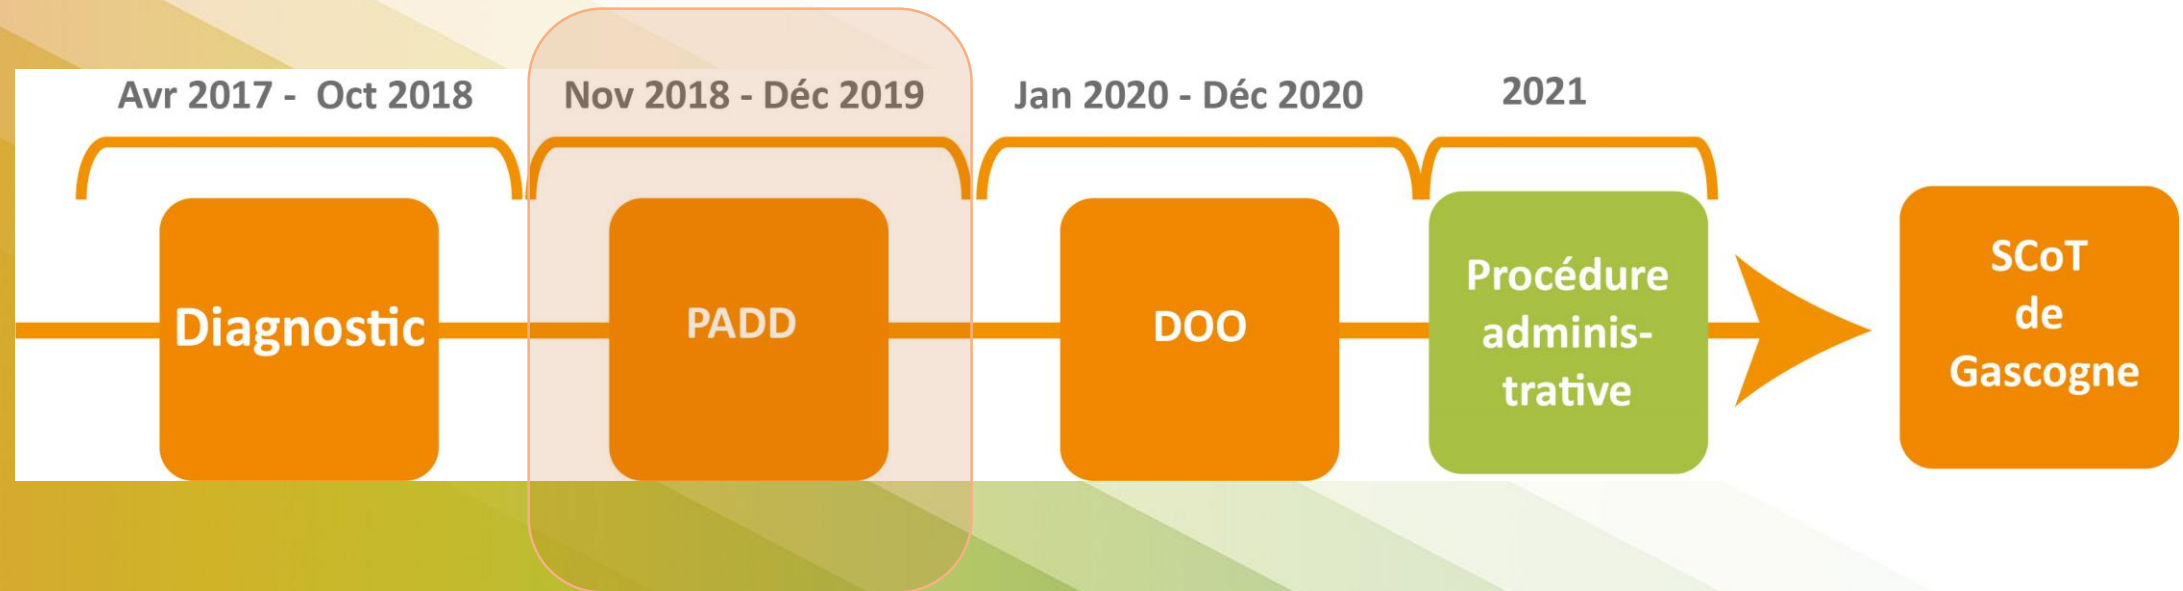 Avr 2017 - Oct 2018
Nov 2018 - Déc 2019
Jan 2020 - Déc 2020
2021
Diagnostic
PADD
DOO
Procédure
adminis-
trative
SCoT
de
Gascogne